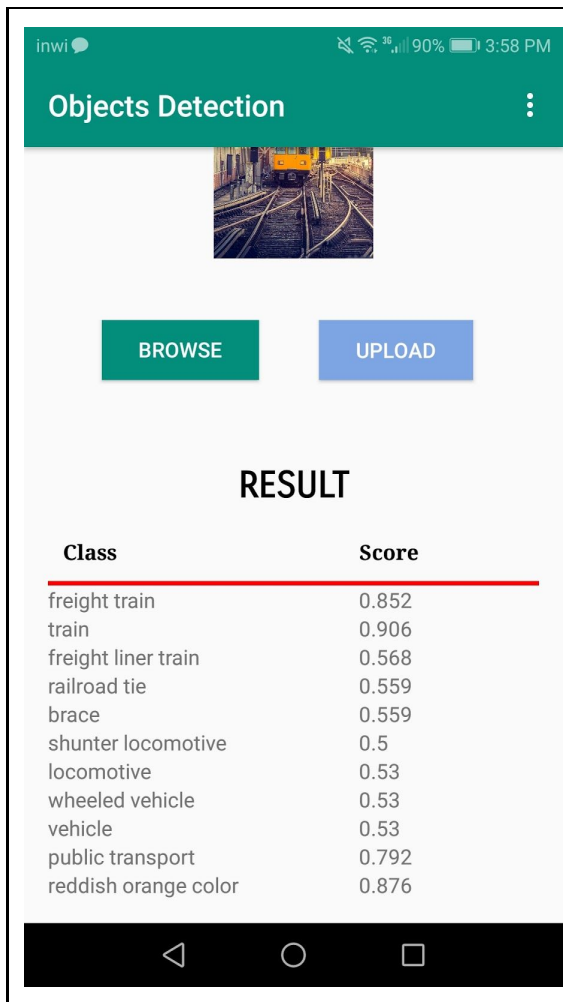 inwi 3G 90% 3:58 PM
Objects Detection
BROWSE UPLOAD
RESULT
Class Score
freight train 0.852
train 0.906
freight liner train 0.568
railroad tie 0.559
brace 0.559
shunter locomotive 0.5
locomotive 0.53
wheeled vehicle 0.53
vehicle 0.53
public transport 0.792
reddish orange color 0.876